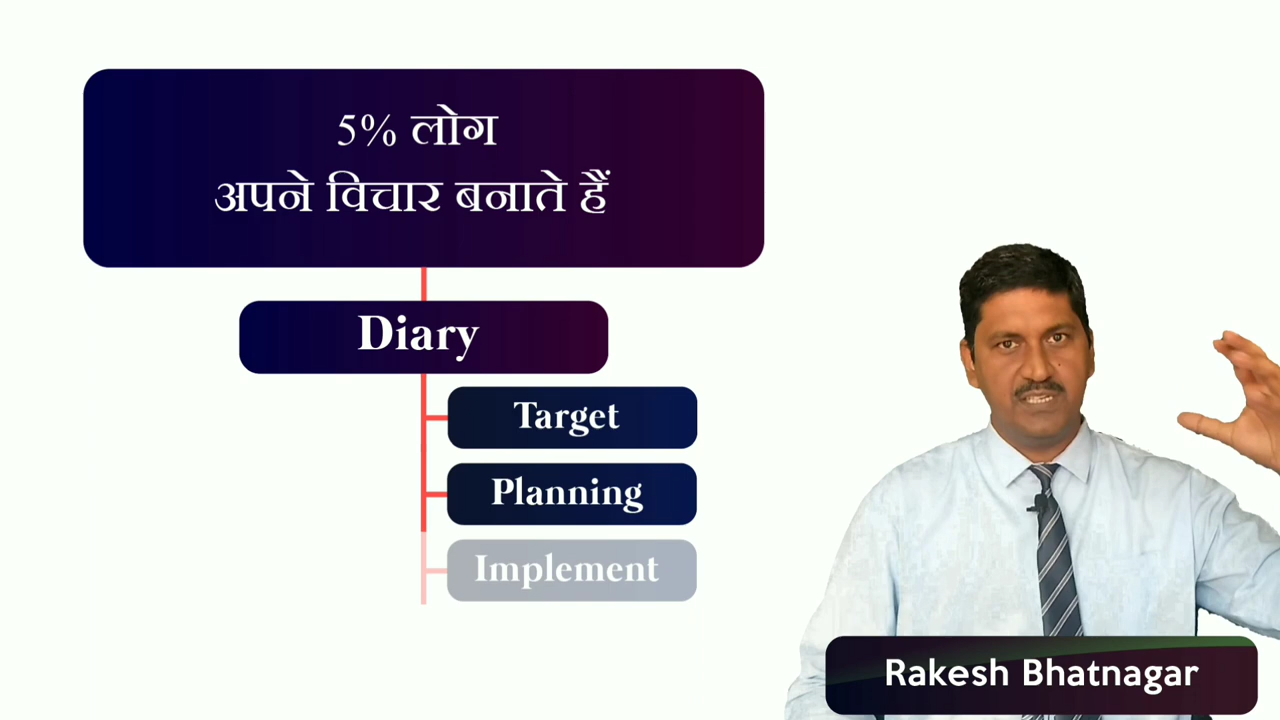 5% लोग
अपने विचार बनाते हैं
Diary
Target
Planning
Implement
Rakesh Bhatnagar